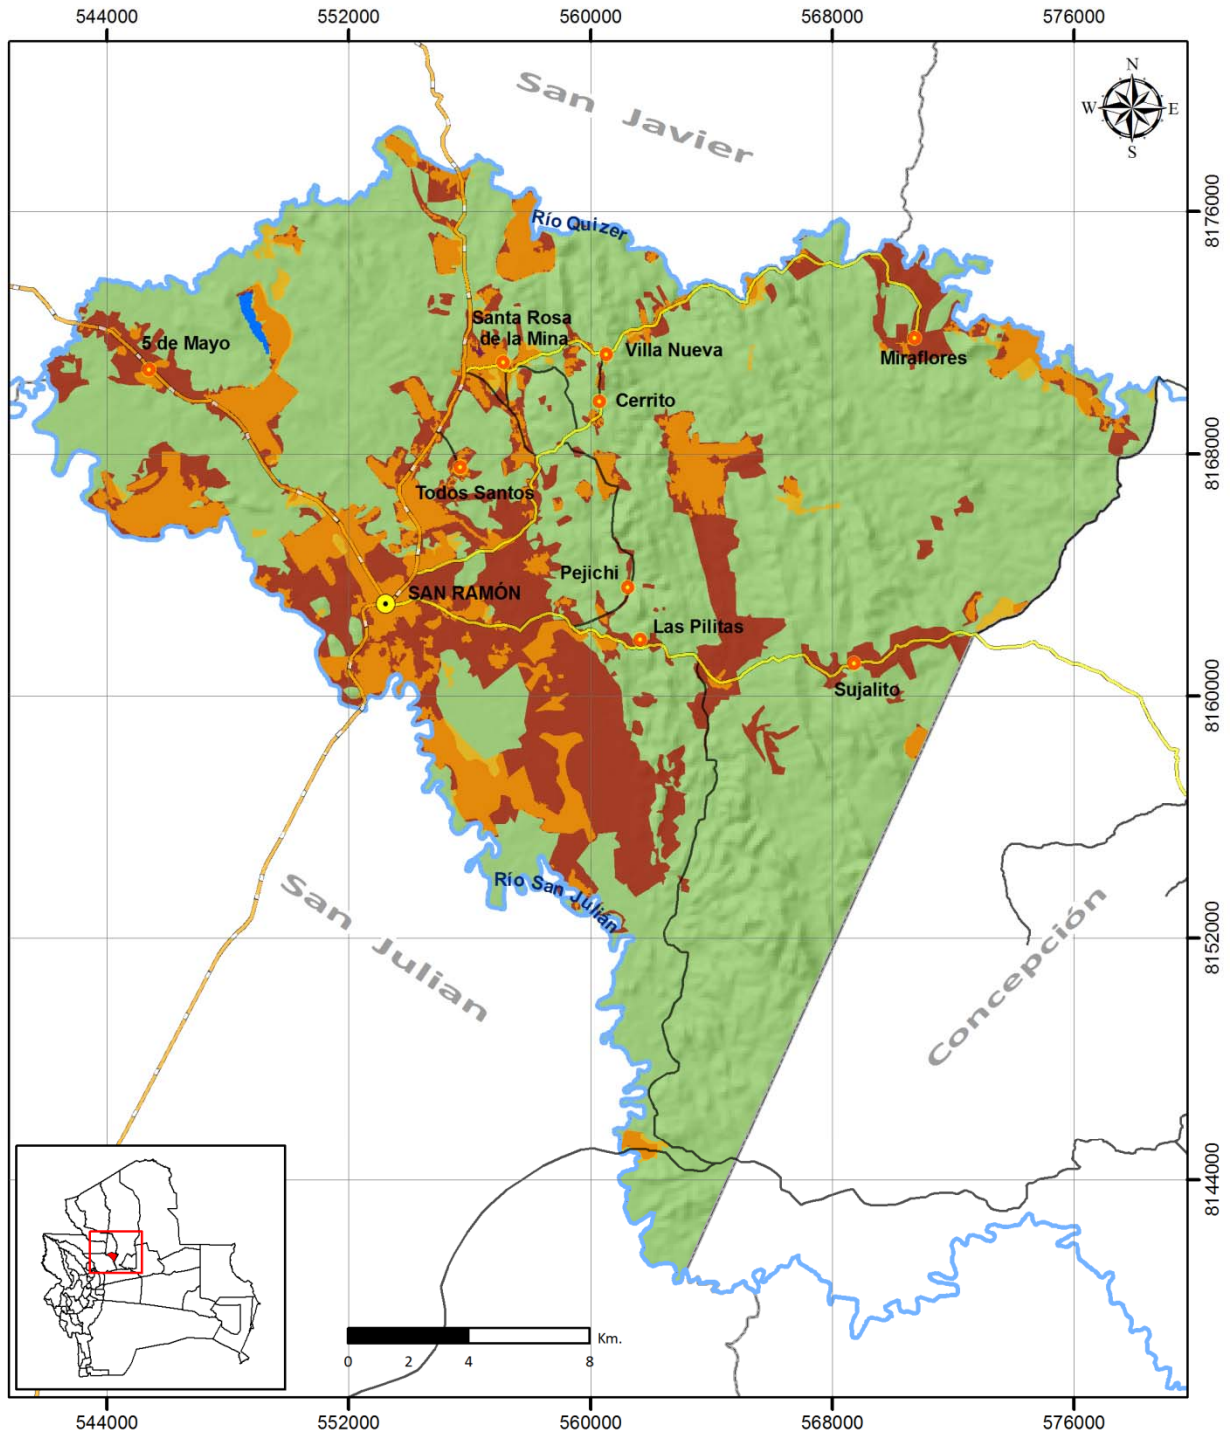 544000
552000
560000
568000
576000
San Javier
N
W
E
S
8176000
Río Quizer
Santa Rosa
de la Mina
5 de Mayo
Villa Nueva
Miraflores
Cerrito
8168000
Todos Santos
Pejichi
SAN RAMÓN
Las Pilitas
Sujalito
8160000
Río San Julián
San Julian
Concepción
8152000
8144000
Km.
0
2
4
8
544000
552000
560000
568000
576000